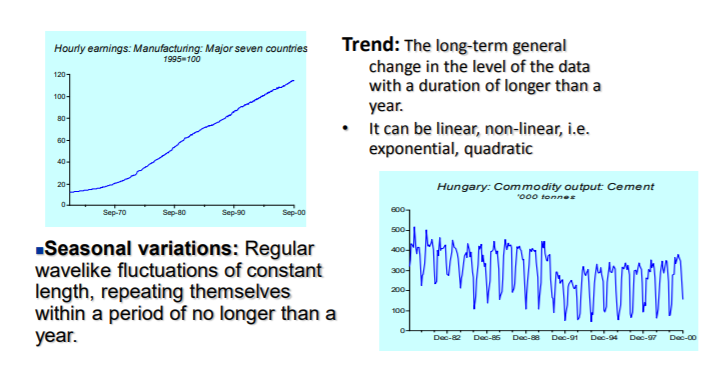 Hourly earnings: Manufacturing: Major seven countries
1995=100
120
100
80
60
40
20
0
Sep-70 Sep-80 Sep-90 Sep-00
Trend: The long-term general
change in the level of the data
with a duration of longer than a
year.
• It can be linear, non-linear, i.e.
exponential, quadratic
■Seasonal variations: Regular
wavelike fluctuations of constant
length, repeating themselves
within a period of no longer than a
year.
Hungary: Commodity output: Cement
'000 tonnes
600
500
400
300
200
100
0
Dec-82 Dec-85 Dec-88 Dec-91 Dec-94 Dec-97 Dec-00